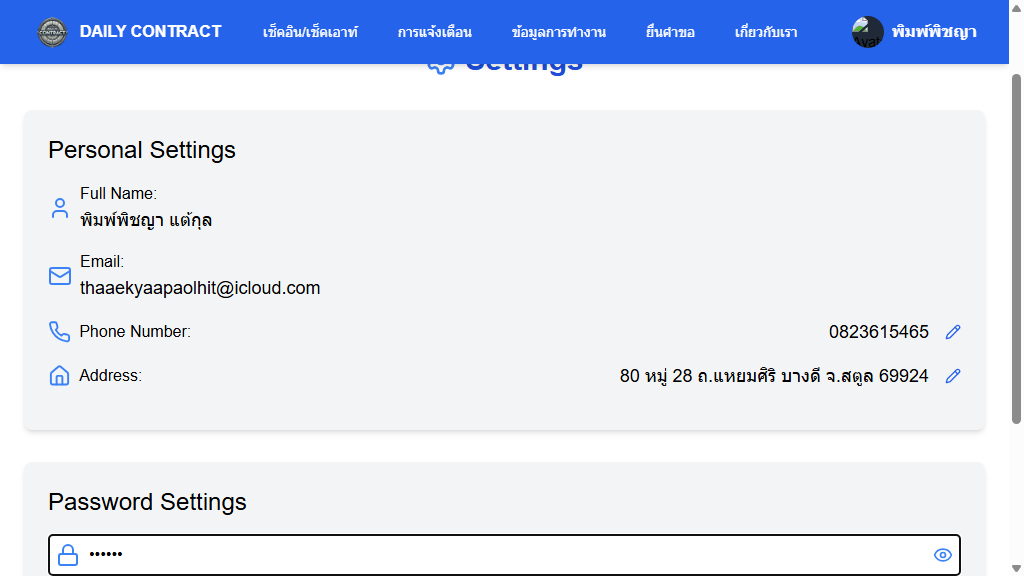 DAILY CONTRACT
เช็คอิน/เช็คเอาท์
การแจ้งเตือน
ข้อมูลการทำงาน
ยื่นคำขอ
เกี่ยวกับเรา
พิมพ์พิชญา
Settings
Personal Settings
Full Name:
พิมพ์พิชญา แต้กุล
Email:
thaaekyaapaolhit@icloud.com
Phone Number:
0823615465
Address:
80 หมู่ 28 ถ.แหยมศิริ บางดี จ.สตูล 69924
Password Settings
••••••